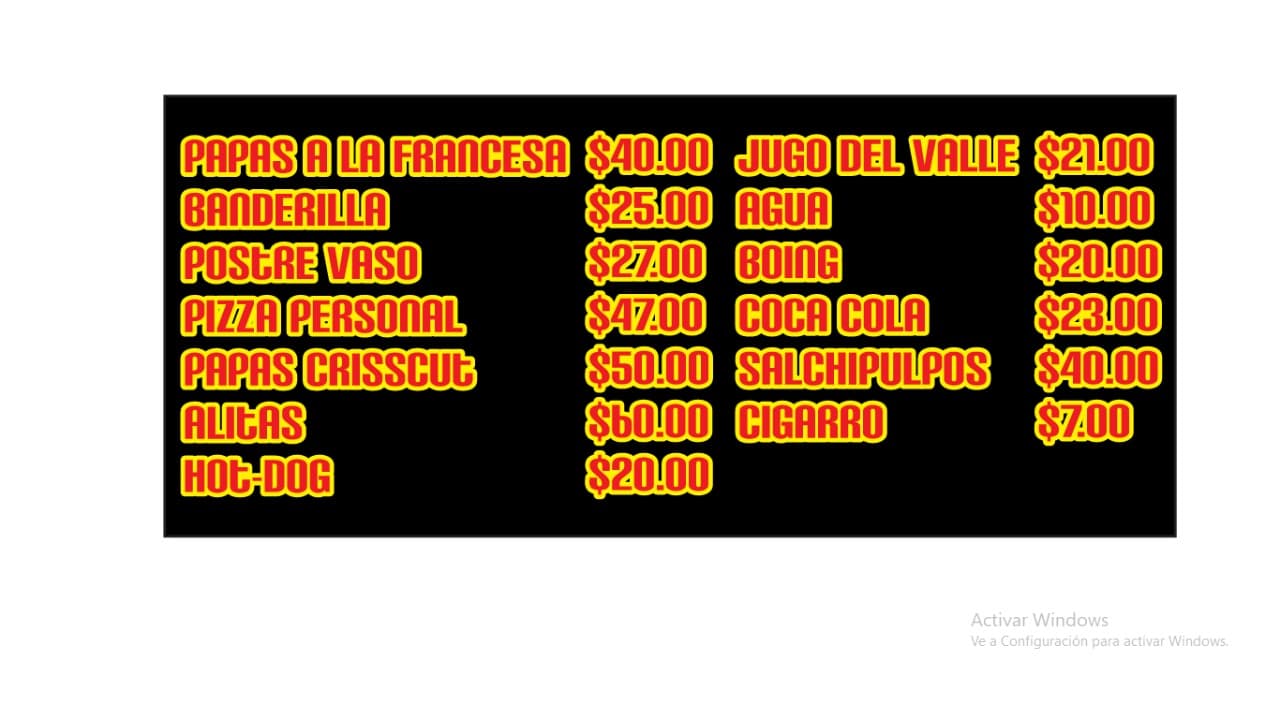 PAPAS A LA FRANCESA $40.00
BANDERILLA $25.00
POSTRE VASO $27.00
PIZZA PERSONAL $47.00
PAPAS CRISSCUT $50.00
ALITAS $60.00
HOT-DOG $20.00
JUGO DEL VALLE $21.00
AGUA $10.00
BOING $20.00
COCA COLA $23.00
SALCHIPULPOS $40.00
CIGARRO $7.00
Activar Windows
Ve a Configuración para activar Windows.